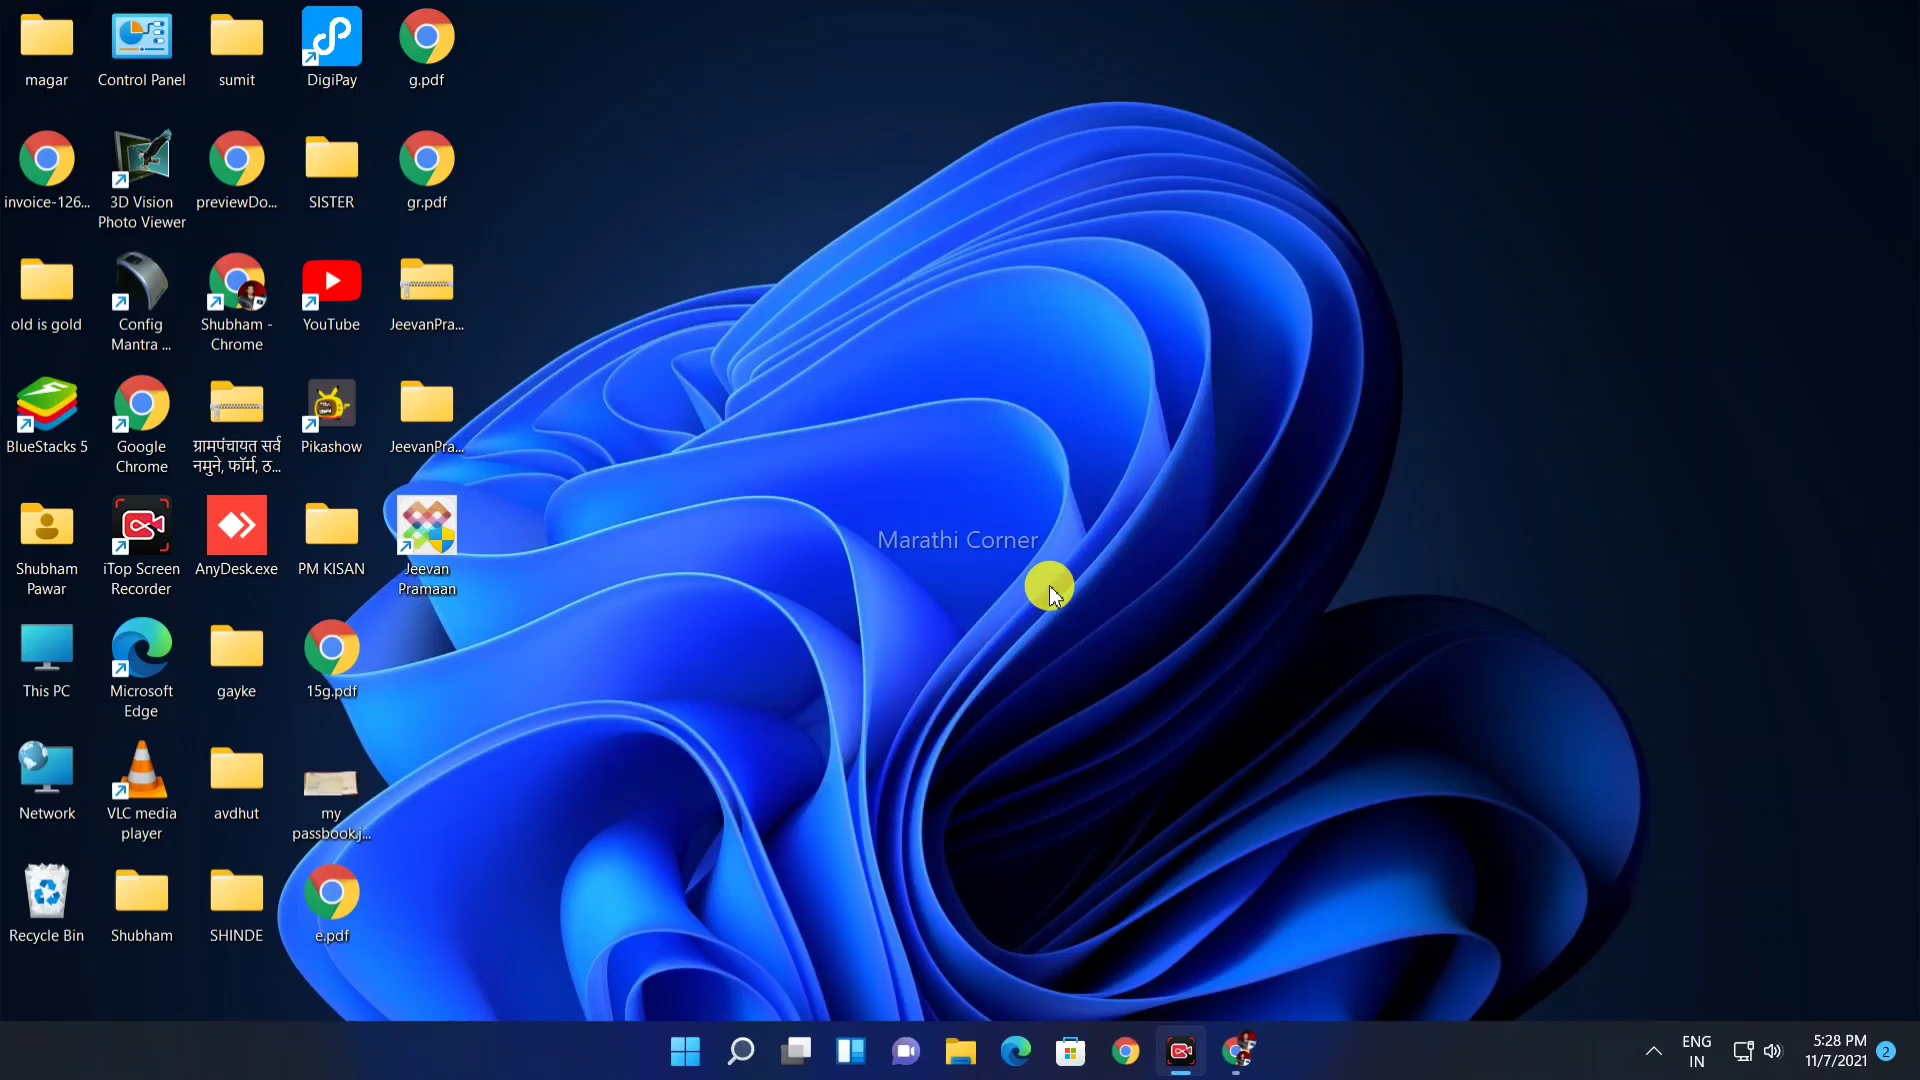 magar
Control Panel
sumit
DigiPay
g.pdf
invoice-126...
3D Vision
Photo Viewer
previewDo...
SISTER
gr.pdf
old is gold
Config
Mantra ...
Shubham -
Chrome
YouTube
JeevanPra...
BlueStacks 5
Google
Chrome
ग्रामपंचायत सर्व
नमुने, फॉर्म, ठ...
Pikashow
JeevanPra...
Shubham
Pawar
iTop Screen
Recorder
AnyDesk.exe
PM KISAN
Jeevan
Pramaan
This PC
Microsoft
Edge
gayke
15g.pdf
Network
VLC media
player
avdhut
my
passbook.j...
Recycle Bin
Shubham
SHINDE
e.pdf
Marathi Corner
ENG
IN
5:28 PM
11/7/2021
2